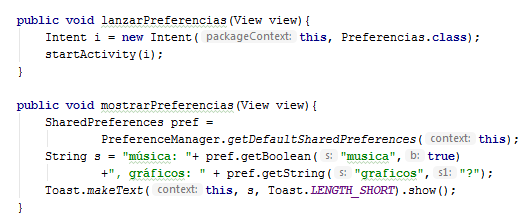 public void lanzarPreferencias(View view){
Intent i = new Intent( packageContext: this, Preferencias.class);
startActivity(i);
}
public void mostrarPreferencias(View view){
SharedPreferences pref =
PreferenceManager.getDefaultSharedPreferences( context: this);
String s = "música: "+ pref.getBoolean( s: "musica", b: true)
+", gráficos: " + pref.getString( s: "graficos", s1: "?");
Toast.makeText( context: this, s, Toast.LENGTH_SHORT).show();
}